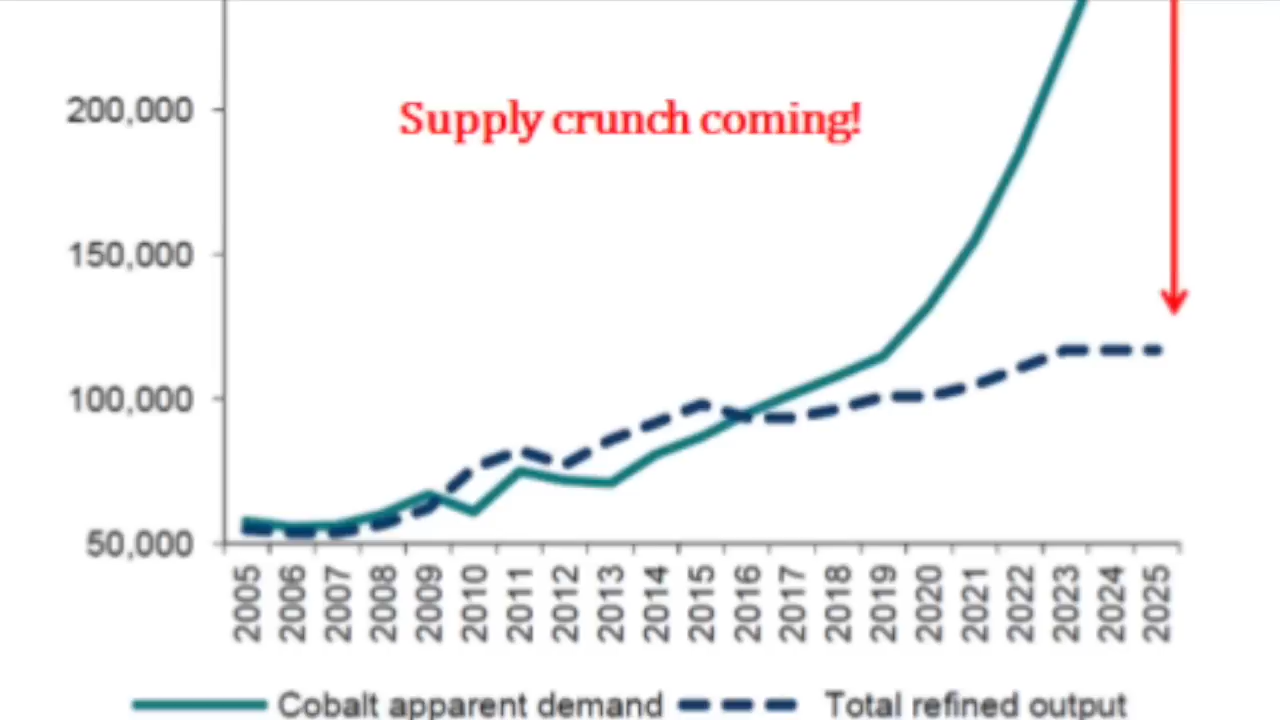 200,000
Supply crunch coming!
150,000
100,000
50,000
2005 2006 2007 2008 2009 2010 2011 2012 2013 2014 2015 2016 2017 2018 2019 2020 2021 2022 2023 2024 2025
Cobalt apparent demand Total refined output